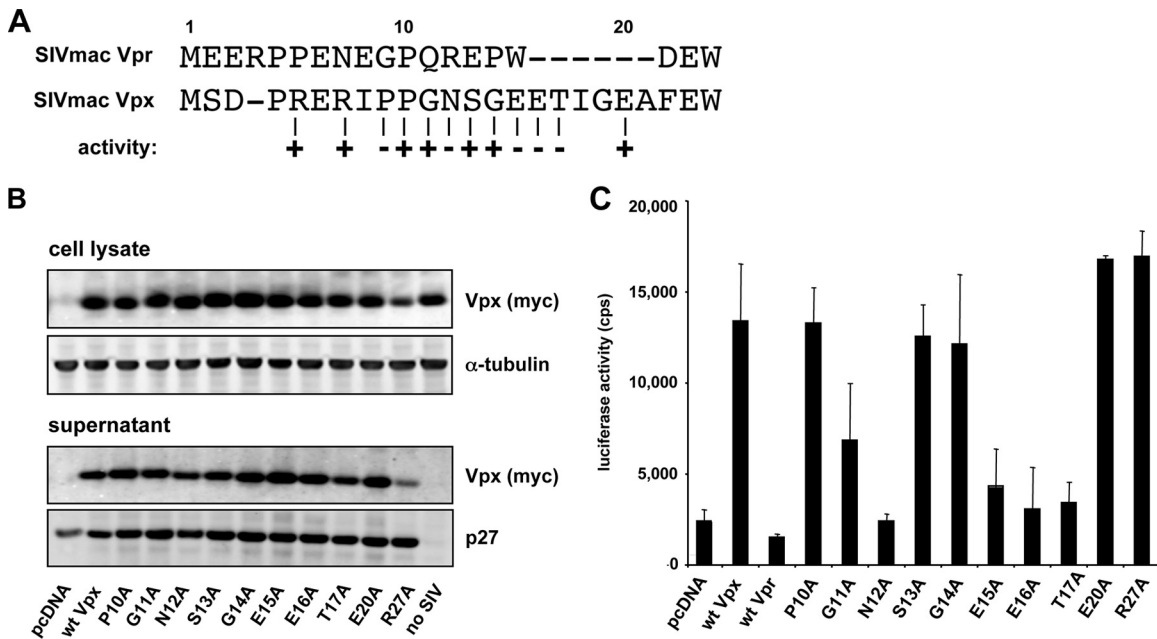 A
1 10 20
SIVmac Vpr MEERPPENEGPQREPW------DEW
SIVmac Vpx MSD-PRERIPPGNSGEETIGEAFEW
activity: + + - + + - + + - - - +
B
cell lysate
Vpx (myc)
α-tubulin
supernatant
Vpx (myc)
p27
pcDNA wt Vpx P10A G11A N12A S13A G14A E15A E16A T17A E20A R27A no SIV
C
luciferase activity (cps)
20,000
15,000
10,000
5,000
0
pcDNA wt Vpx wt Vpr P10A G11A N12A S13A G14A E15A E16A T17A E20A R27A